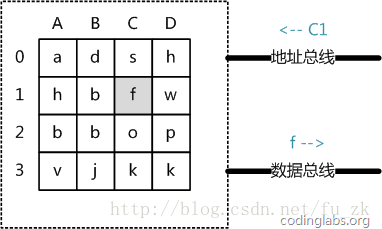 A B C D
0 a d s h
1 h b f w
2 b b o p
3 v j k k
<-- C1
地址总线
f -->
数据总线
http://blog.csdn.net/fu_zk
codinglabs.org